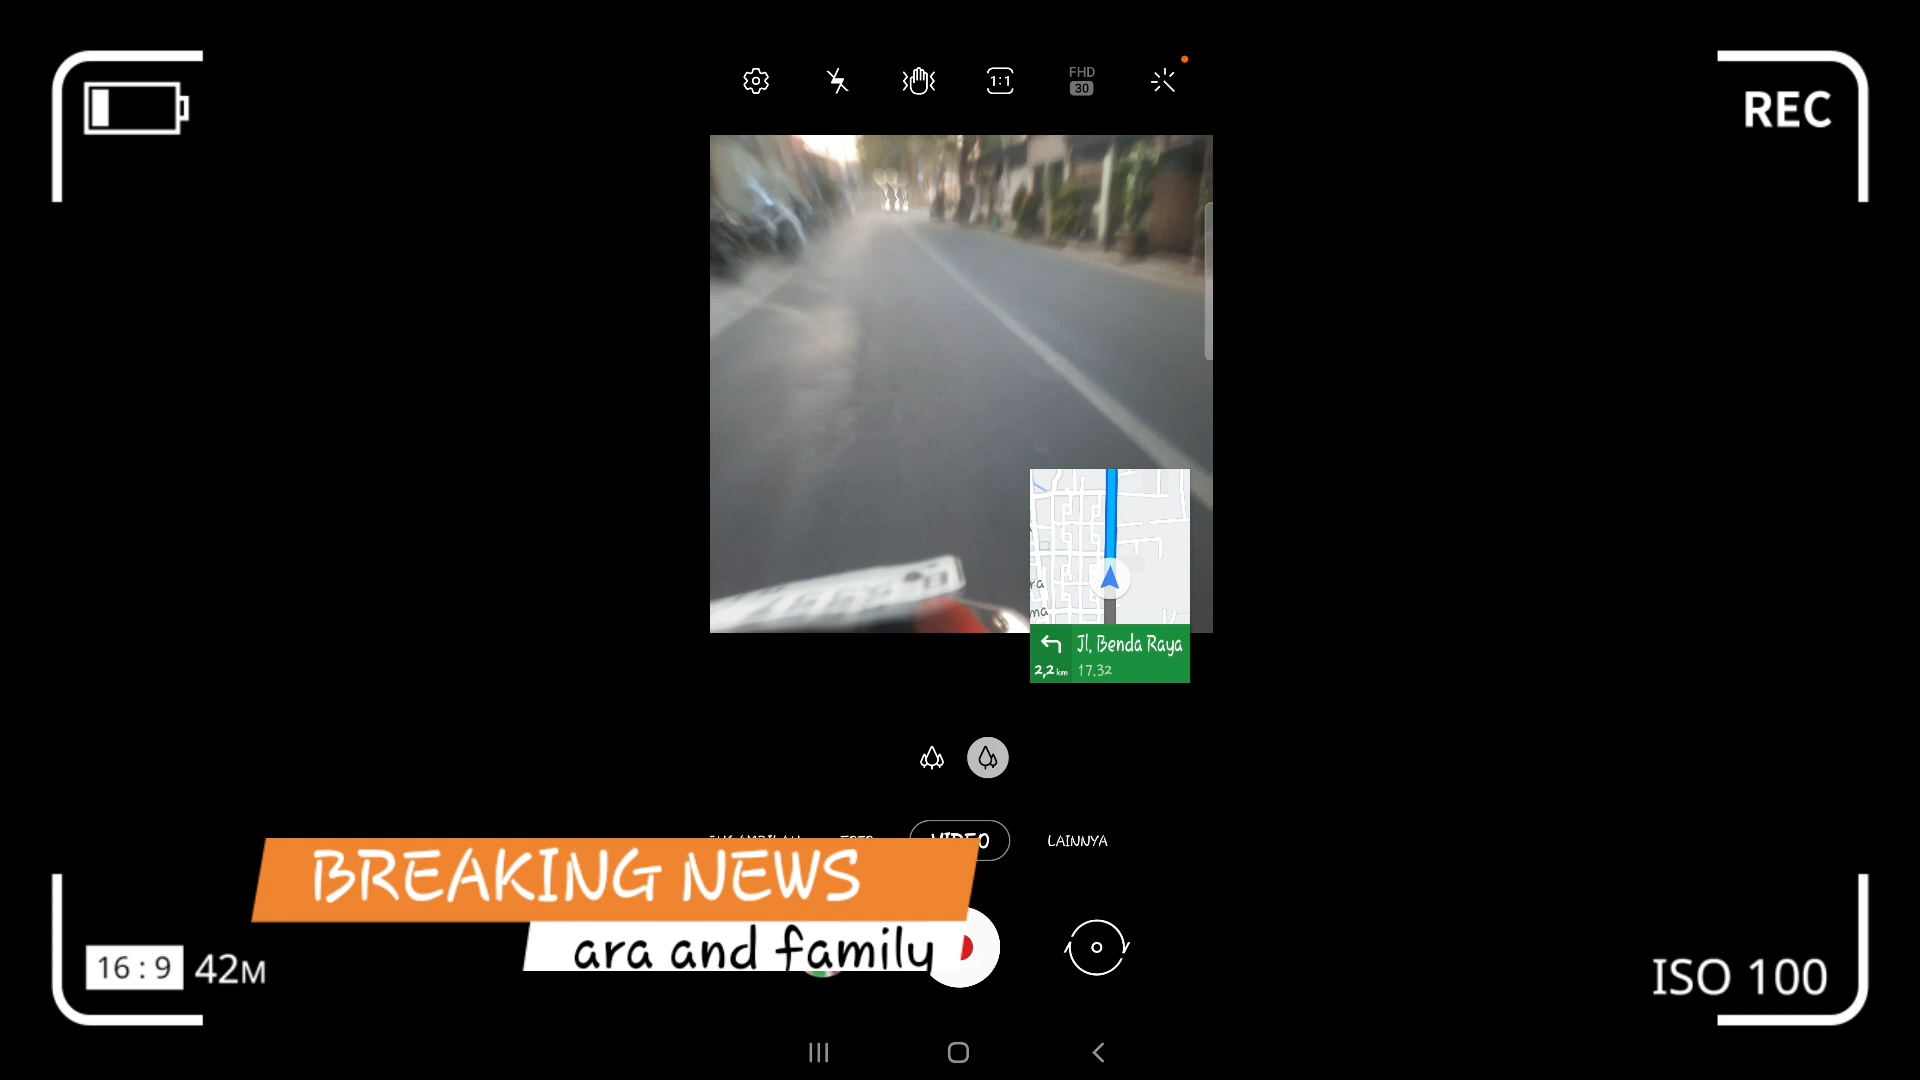 REC
1:1
FHD
30
Jl. Benda Raya
2,2 km
17.32
VIDEO
LAINNYA
BREAKING NEWS
ara and family
16 : 9
42M
ISO 100